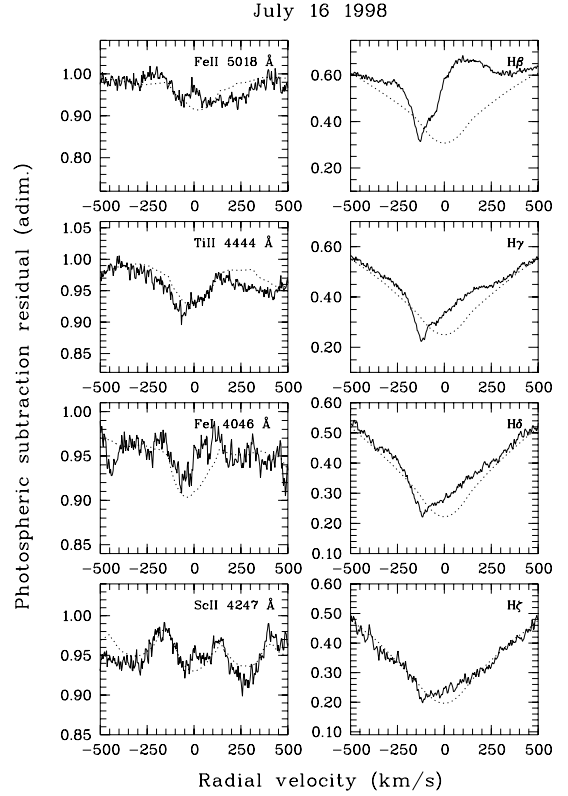 July 16 1998
Photospheric subtraction residual (adim.)
FeII 5018 Å
1.00
0.90
0.80
−500 −250 0 250 500
Hβ
0.60
0.40
0.20
−500 −250 0 250 500
TiII 4444 Å
1.05
1.00
0.95
0.90
0.85
−500 −250 0 250 500
Hγ
0.60
0.40
0.20
−500 −250 0 250 500
FeI 4046 Å
1.00
0.95
0.90
0.85
−500 −250 0 250 500
Hδ
0.60
0.50
0.40
0.30
0.20
0.10
−500 −250 0 250 500
ScII 4247 Å
1.00
0.95
0.90
0.85
−500 −250 0 250 500
Hζ
0.60
0.50
0.40
0.30
0.20
0.10
−500 −250 0 250 500
Radial velocity (km/s)